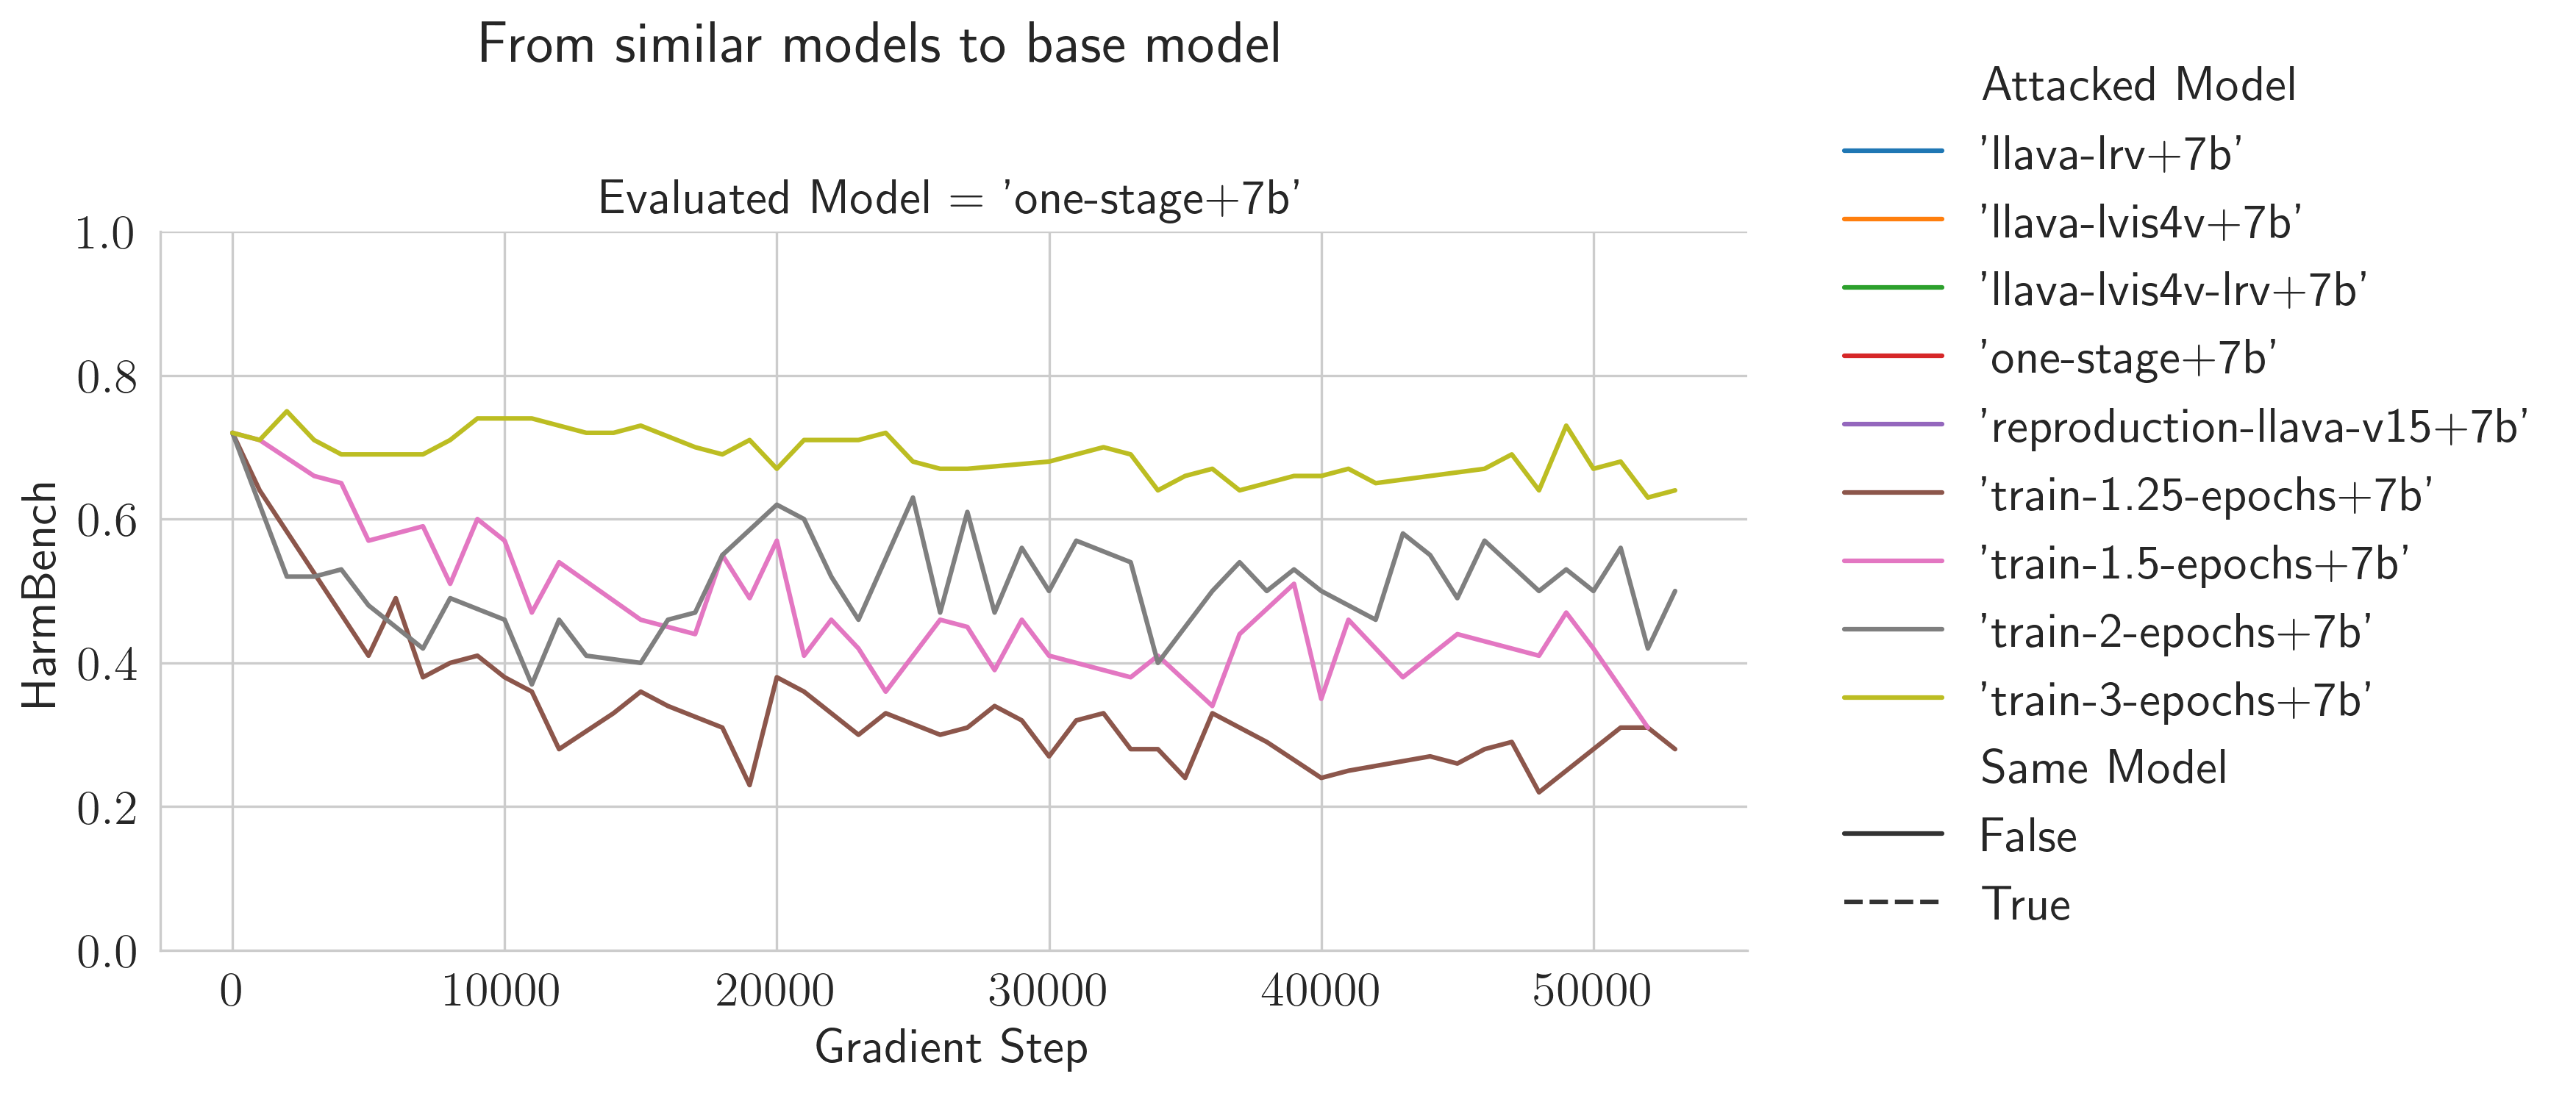 From similar models to base model
Evaluated Model = 'one-stage+7b'
HarmBench
1.0
0.8
0.6
0.4
0.2
0.0
0 10000 20000 30000 40000 50000
Gradient Step
Attacked Model
'llava-lrv+7b'
'llava-lvis4v+7b'
'llava-lvis4v-lrv+7b'
'one-stage+7b'
'reproduction-llava-v15+7b'
'train-1.25-epochs+7b'
'train-1.5-epochs+7b'
'train-2-epochs+7b'
'train-3-epochs+7b'
Same Model
False
True